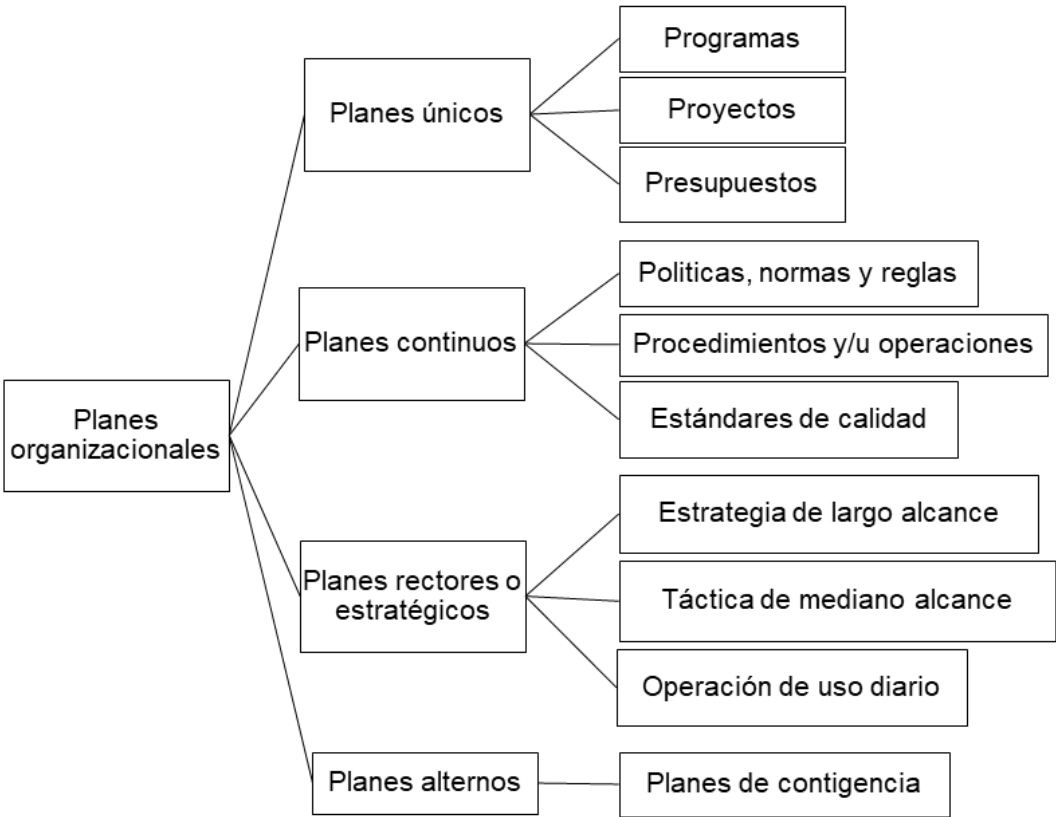 Planes
organizacionales
Planes únicos
Programas
Proyectos
Presupuestos
Planes continuos
Politicas, normas y reglas
Procedimientos y/u operaciones
Estándares de calidad
Planes rectores o
estratégicos
Estrategia de largo alcance
Táctica de mediano alcance
Operación de uso diario
Planes alternos
Planes de contigencia